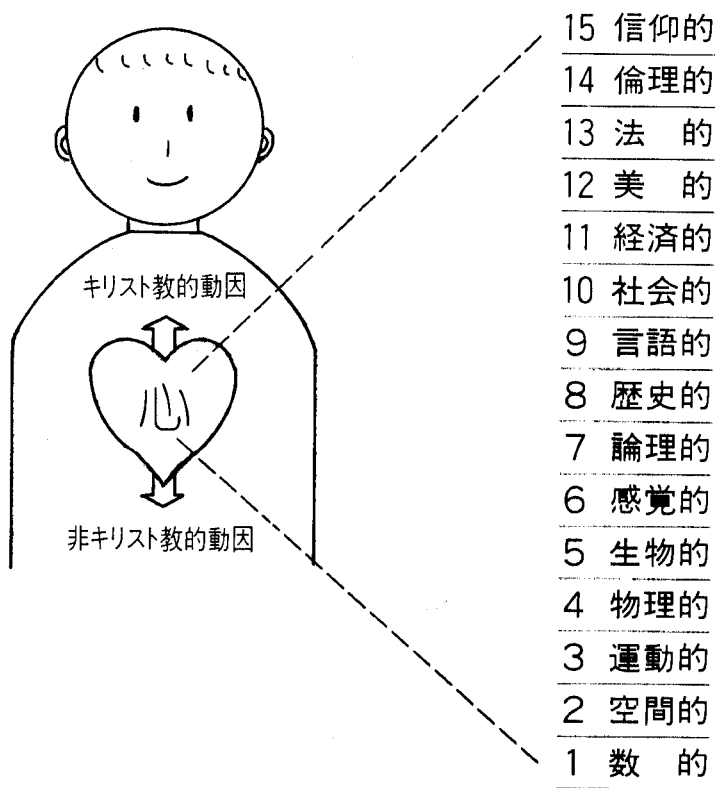 キリスト教的動因
心
非キリスト教的動因
15 信仰的
14 倫理的
13 法 的
12 美 的
11 経済的
10 社会的
9 言語的
8 歴史的
7 論理的
6 感覚的
5 生物的
4 物理的
3 運動的
2 空間的
1 数 的